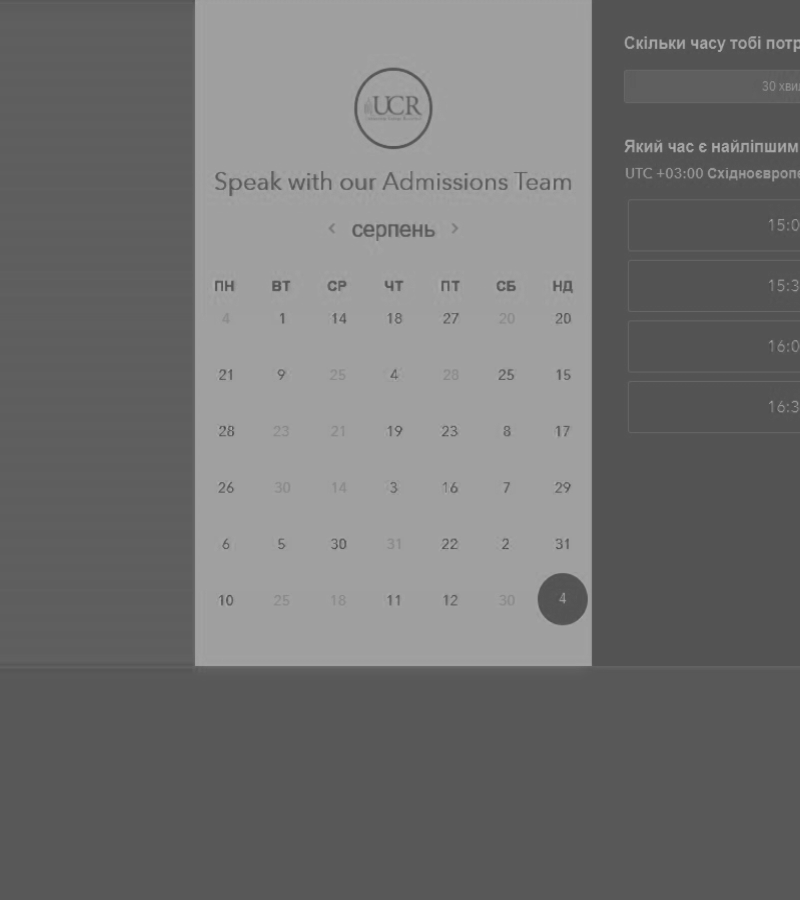 UCR
Speak with our Admissions Team
< серпень >
ПН ВТ СР ЧТ ПТ СБ НД
4 1 14 18 27 20 20
21 9 25 4 28 25 15
28 23 21 19 23 8 17
26 30 14 3 16 7 29
6 5 30 31 22 2 31
10 25 18 11 12 30 4
Скільки часу тобі потр
30 хви
Який час є найліпшим
UTC +03:00 Східноєвропе
15:0
15:3
16:0
16:3